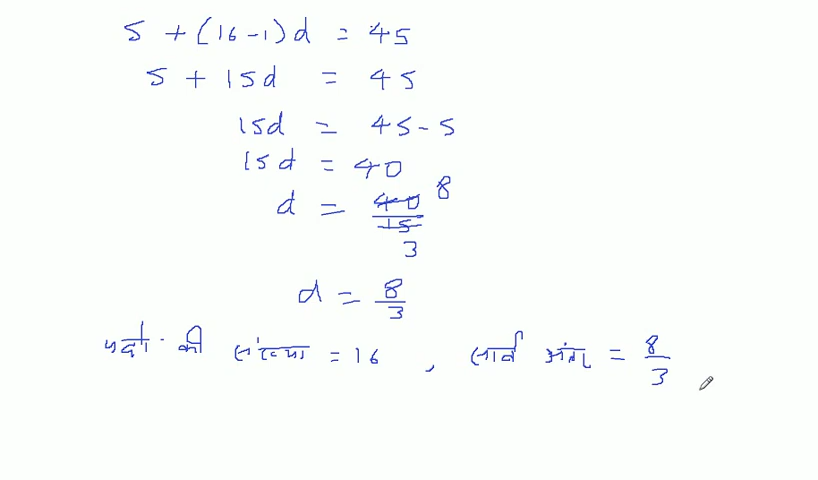 5 + (16 - 1) d = 45
5 + 15d = 45
15d = 45 - 5
15d = 40
d = 40/15 8/3
d = 8/3
पदों की संख्या = 16 , सार्व अंतर = 8/3